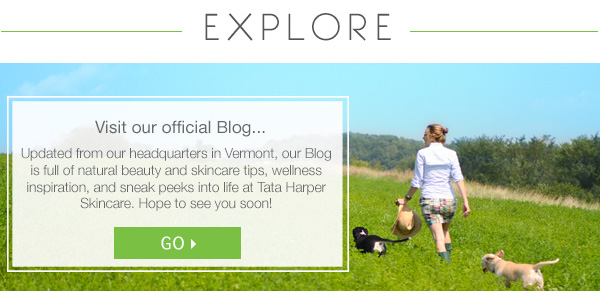 EXPLORE
Visit our official Blog...
Updated from our headquarters in Vermont, our Blog
is full of natural beauty and skincare tips, wellness
inspiration, and sneak peeks into life at Tata Harper
Skincare. Hope to see you soon!
GO